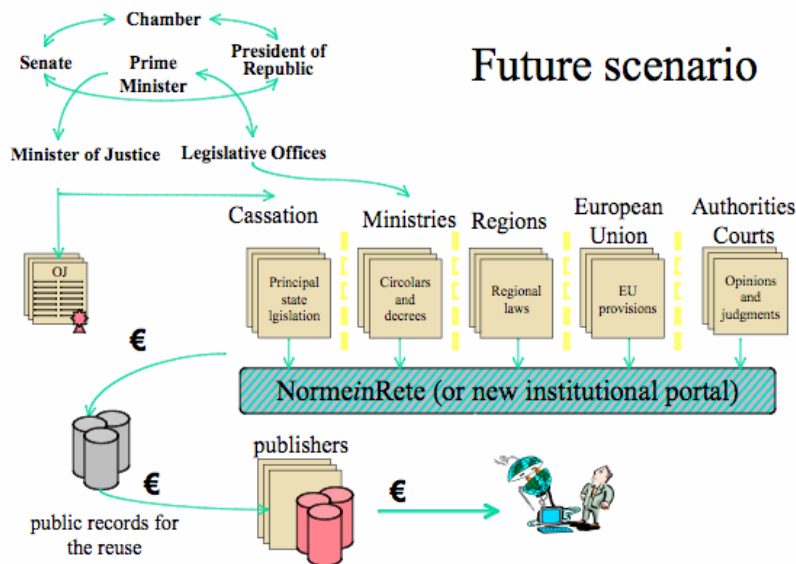 Chamber
Senate
Prime
Minister
President of
Republic
Future scenario
Minister of Justice
Legislative Offices
Cassation
Ministries
Regions
European
Union
Authorities
Courts
OJ
Principal
state
lgislation
Circolars
and
decrees
Regional
laws
EU
provisions
Opinions
and
judgments
€
NormeinRete (or new institutional portal)
publishers
€
€
public records for
the reuse